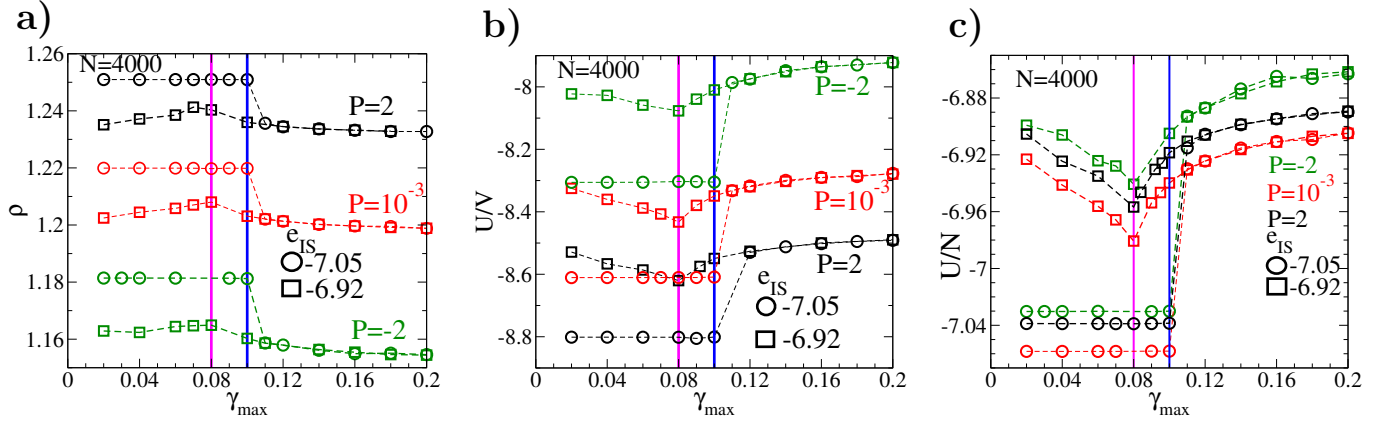 a)
N=4000
1.26
1.24
1.22
1.2
1.18
1.16
ρ
P=2
P=10⁻³
e_IS
-7.05
-6.92
P=-2
0
0.04
0.08
0.12
0.16
0.2
γ_max
b)
N=4000
-8
-8.2
-8.4
-8.6
-8.8
U/V
P=-2
P=10⁻³
P=2
e_IS
-7.05
-6.92
0
0.04
0.08
0.12
0.16
0.2
γ_max
c)
N=4000
-6.88
-6.92
-6.96
-7
-7.04
U/N
P=-2
P=10⁻³
P=2
e_IS
-7.05
-6.92
0
0.04
0.08
0.12
0.16
0.2
γ_max